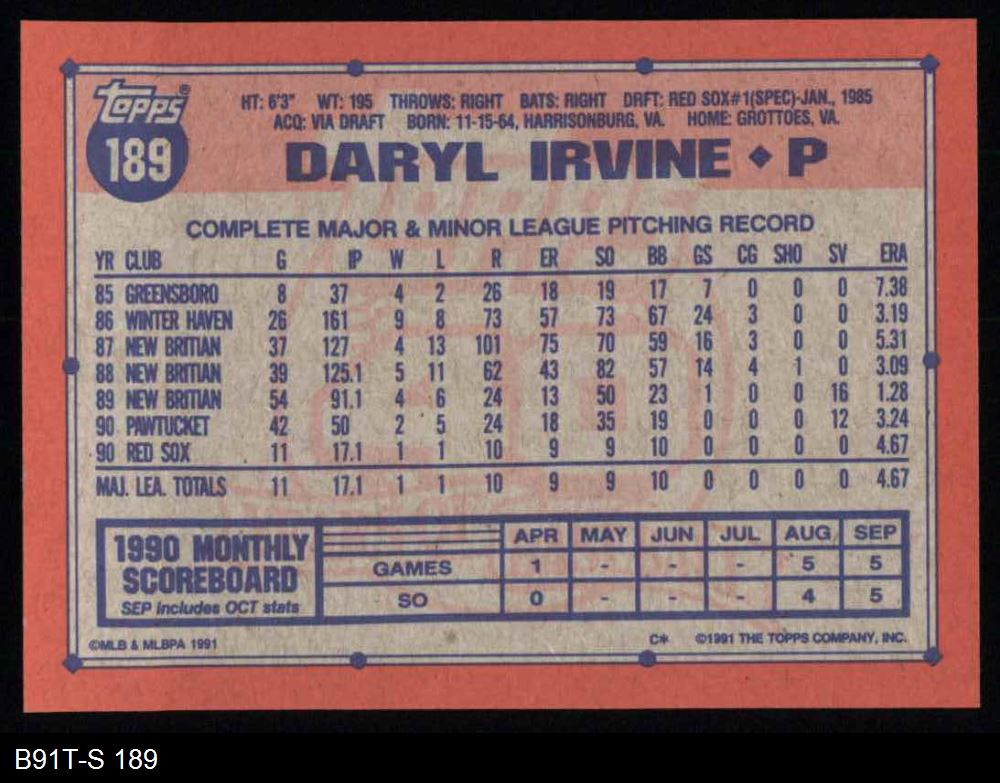 TOPPS®
189
HT: 6'3" WT: 195 THROWS: RIGHT BATS: RIGHT DRFT: RED SOX#1(SPEC)-JAN., 1985
ACQ: VIA DRAFT BORN: 11-15-64, HARRISONBURG, VA. HOME: GROTTOES, VA.
DARYL IRVINE ◆ P
COMPLETE MAJOR & MINOR LEAGUE PITCHING RECORD
YR CLUB G IP W L R ER SO BB GS CG SHO SV ERA
85 GREENSBORO 8 37 4 2 26 18 19 17 7 0 0 0 7.38
86 WINTER HAVEN 26 161 9 8 73 57 73 67 24 3 0 0 3.19
87 NEW BRITIAN 37 127 4 13 101 75 70 59 16 3 0 0 5.31
88 NEW BRITIAN 39 125.1 5 11 62 43 82 57 14 4 1 0 3.09
89 NEW BRITIAN 54 91.1 4 6 24 13 50 23 1 0 0 16 1.28
90 PAWTUCKET 42 50 2 5 24 18 35 19 0 0 0 12 3.24
90 RED SOX 11 17.1 1 1 10 9 9 10 0 0 0 0 4.67
MAJ. LEA. TOTALS 11 17.1 1 1 10 9 9 10 0 0 0 0 4.67
1990 MONTHLY
SCOREBOARD
SEP includes OCT stats
APR MAY JUN JUL AUG SEP
GAMES 1 - - - 5 5
SO 0 - - - 4 5
©MLB & MLBPA 1991
C* ©1991 THE TOPPS COMPANY, INC.
B91T-S 189